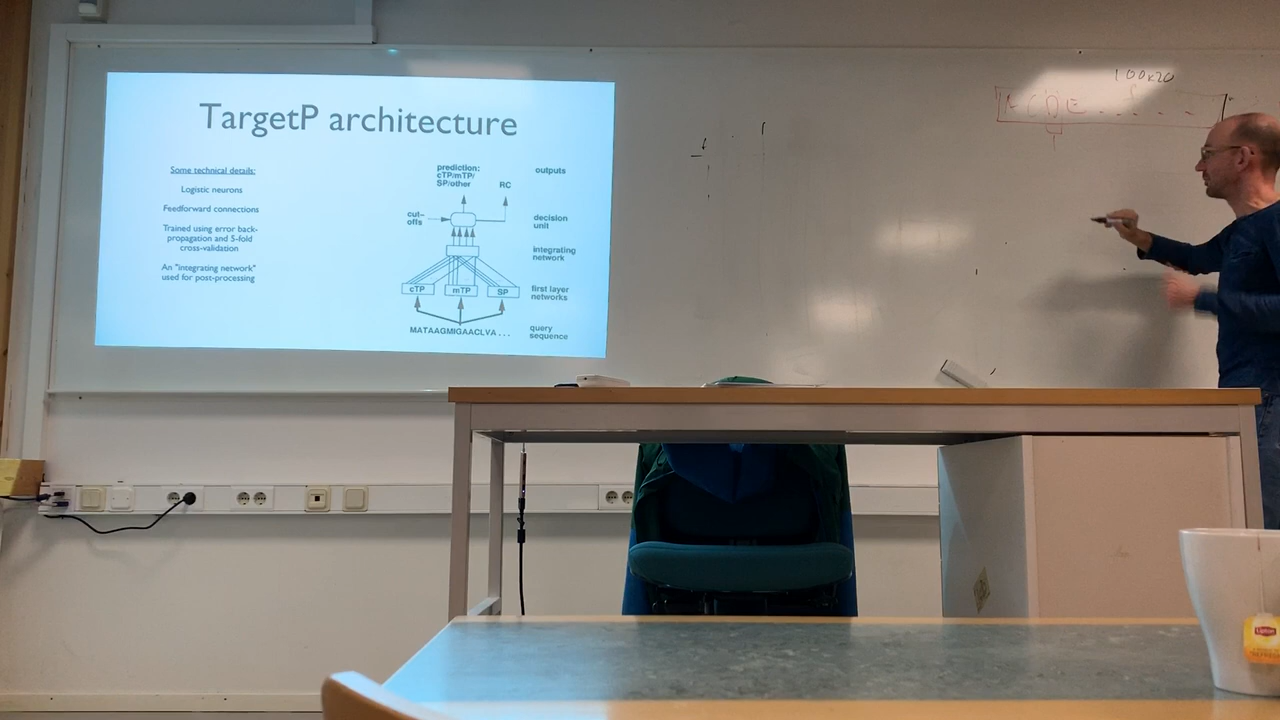 TargetP architecture
Some technical details:
Logistic neurons
Feedforward connections
Trained using error back-
propagation and 5-fold
cross-validation
An "integrating network"
used for post-processing
prediction:
cTP/mTP/
SP/other
RC
outputs
cut-
offs
decision
unit
integrating
network
cTP
mTP
SP
first layer
networks
MATAAGMIGAACLVA...
query
sequence
100x20
CDE
Lipton